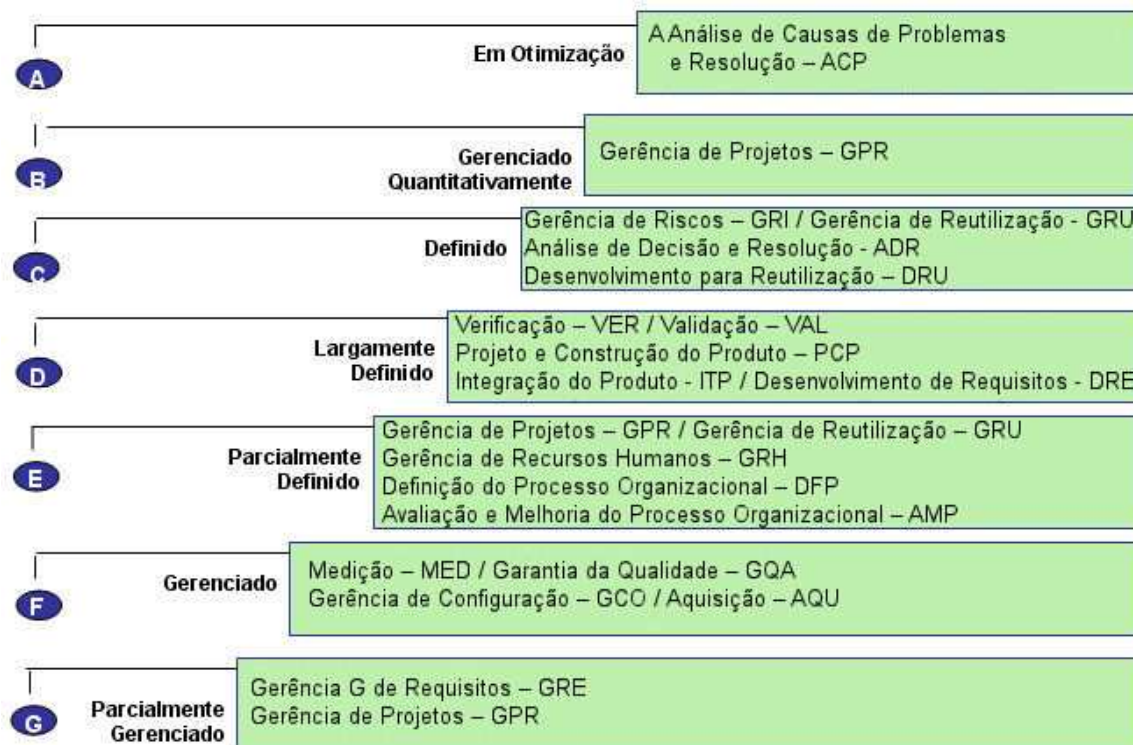 A Análise de Causas de Problemas
e Resolução – ACP
Em Otimização
A
Gerência de Projetos – GPR
Gerenciado
Quantitativamente
B
Gerência de Riscos – GRI / Gerência de Reutilização - GRU
Definido
Análise de Decisão e Resolução - ADR
Desenvolvimento para Reutilização – DRU
C
Verificação – VER / Validação – VAL
Largamente
Definido
Projeto e Construção do Produto – PCP
Integração do Produto - ITP / Desenvolvimento de Requisitos - DRE
D
Gerência de Projetos – GPR / Gerência de Reutilização – GRU
Parcialmente
Definido
Gerência de Recursos Humanos – GRH
Definição do Processo Organizacional – DFP
Avaliação e Melhoria do Processo Organizacional – AMP
E
Gerenciado
Medição – MED / Garantia da Qualidade – GQA
Gerência de Configuração – GCO / Aquisição – AQU
F
Gerência G de Requisitos – GRE
Gerência de Projetos – GPR
Parcialmente
Gerenciado
G